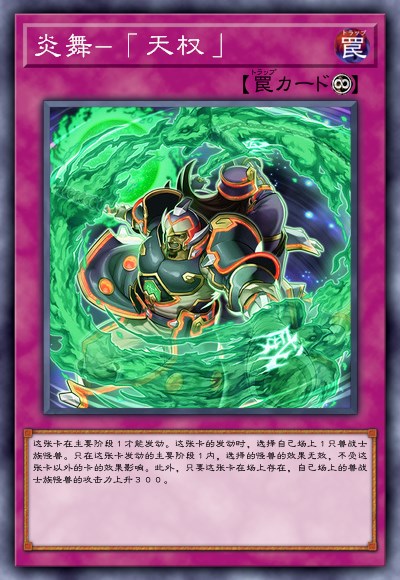 炎舞-「天权」
罠
トラップ
【罠カード】
トラップ
这张卡在主要阶段１才能发动。这张卡的发动时，选择自己场上１只兽战士
族怪兽。只在这张卡发动的主要阶段１内，选择的怪兽的效果无效，不受
这张卡以外的卡的效果影响。此外，只要这张卡在场上存在，自己场上的兽战
士族怪兽的攻击力上升３００。